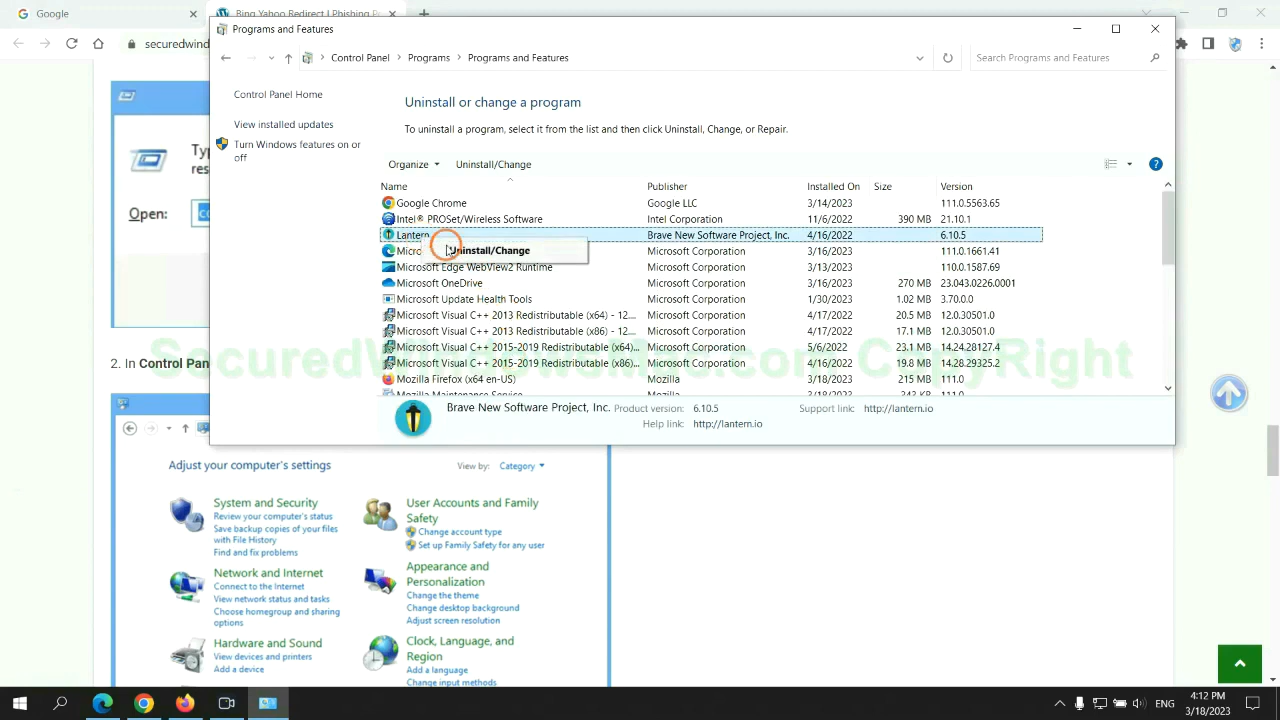 Google
Bing Yahoo Redirect | Phishing P
securedwind
Programs and Features
Control Panel
Programs
Programs and Features
Search Programs and Features
Control Panel Home
View installed updates
Turn Windows features on or
off
Uninstall or change a program
To uninstall a program, select it from the list and then click Uninstall, Change, or Repair.
Organize
Uninstall/Change
Name Publisher Installed On Size Version
Google Chrome Google LLC 3/14/2023 111.0.5563.65
Intel® PROSet/Wireless Software Intel Corporation 11/6/2022 390 MB 21.10.1
Lantern Brave New Software Project, Inc. 4/16/2022 6.10.5
Micro Uninstall/Change Microsoft Corporation 3/16/2023 111.0.1661.41
Microsoft Edge WebView2 Runtime Microsoft Corporation 3/13/2023 110.0.1587.69
Microsoft OneDrive Microsoft Corporation 3/16/2023 270 MB 23.043.0226.0001
Microsoft Update Health Tools Microsoft Corporation 1/30/2023 1.02 MB 3.70.0.0
Microsoft Visual C++ 2013 Redistributable (x64) - 12.... Microsoft Corporation 4/17/2022 20.5 MB 12.0.30501.0
Microsoft Visual C++ 2013 Redistributable (x86) - 12.... Microsoft Corporation 4/17/2022 17.1 MB 12.0.30501.0
Microsoft Visual C++ 2015-2019 Redistributable (x64)... Microsoft Corporation 5/6/2022 23.1 MB 14.24.28127.4
Microsoft Visual C++ 2015-2019 Redistributable (x86)... Microsoft Corporation 4/16/2022 19.8 MB 14.28.29325.2
Mozilla Firefox (x64 en-US) Mozilla 3/18/2023 215 MB 111.0
Mozilla Maintenance Service Mozilla 3/18/2023 343 KB 111.0
Brave New Software Project, Inc. Product version: 6.10.5 Support link: http://lantern.io
Help link: http://lantern.io
Typ
res
Open: co
2. In Control Pan
Adjust your computer's settings
View by: Category
System and Security
Review your computer's status
Save backup copies of your files
with File History
Find and fix problems
Network and Internet
Connect to the Internet
View network status and tasks
Choose homegroup and sharing
options
Hardware and Sound
View devices and printers
Add a device
User Accounts and Family
Safety
Change account type
Set up Family Safety for any user
Appearance and
Personalization
Change the theme
Change desktop background
Adjust screen resolution
Clock, Language, and
Region
Add a language
Change input methods
ENG
4:12 PM
3/18/2023